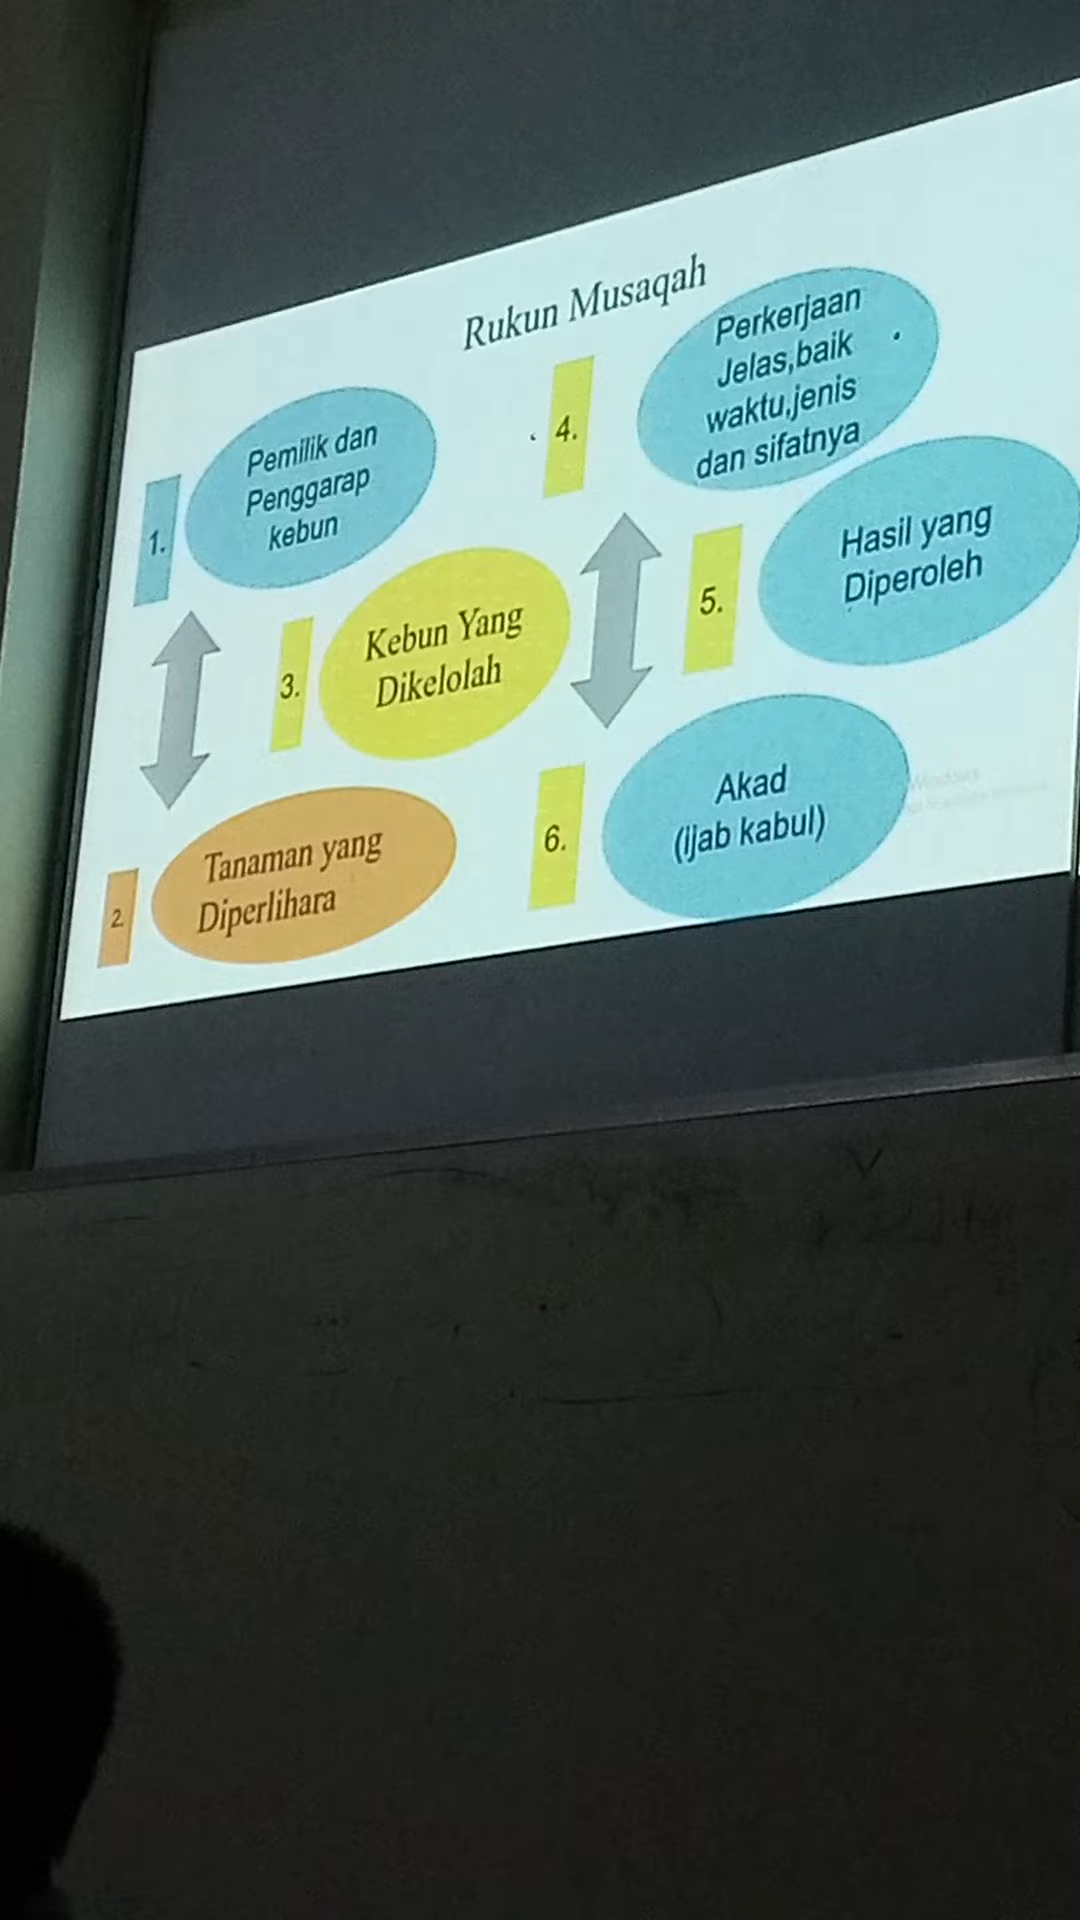 Rukun Musaqah
1.
Pemilik dan
Penggarap
kebun
2.
Tanaman yang
Diperlihara
3.
Kebun Yang
Dikelolah
4.
Perkerjaan
Jelas,baik
waktu,jenis
dan sifatnya
5.
Hasil yang
Diperoleh
6.
Akad
(ijab kabul)
Windows